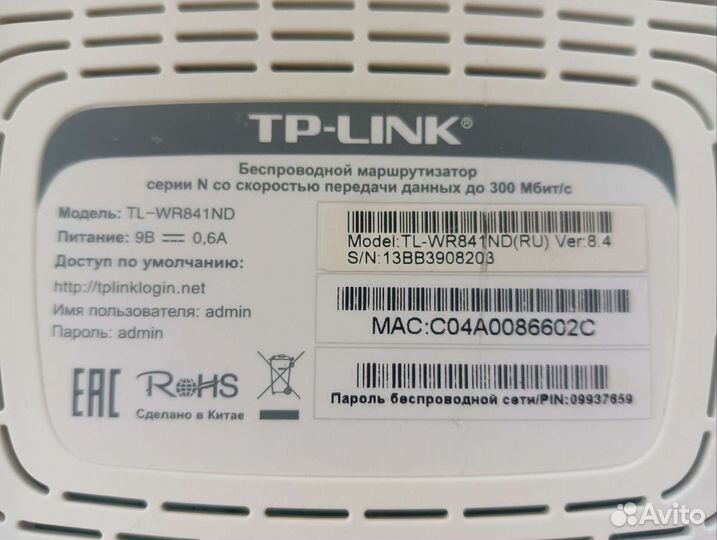 TP-LINK®
Беспроводной маршрутизатор
серии N со скоростью передачи данных до 300 Мбит/с
Модель: TL-WR841ND
Питание: 9В 0,6А
Доступ по умолчанию:
http://tplinklogin.net
Имя пользователя: admin
Пароль: admin
Model:TL-WR841ND(RU) Ver:8.4
S/N:13BB3908203
MAC:C04A0086602C
Пароль беспроводной сети/PIN:09937659
EAC
RoHS
Сделано в Китае
Avito